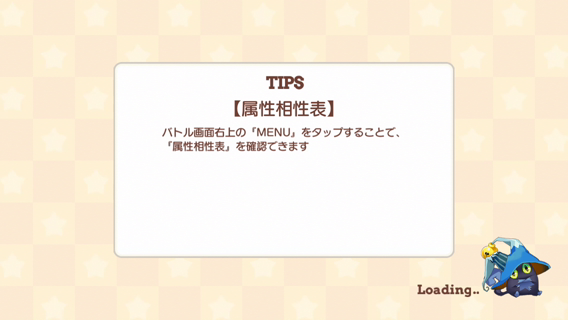 TIPS
【属性相性表】
バトル画面右上の『MENU』をタップすることで、
『属性相性表』を確認できます
Loading..